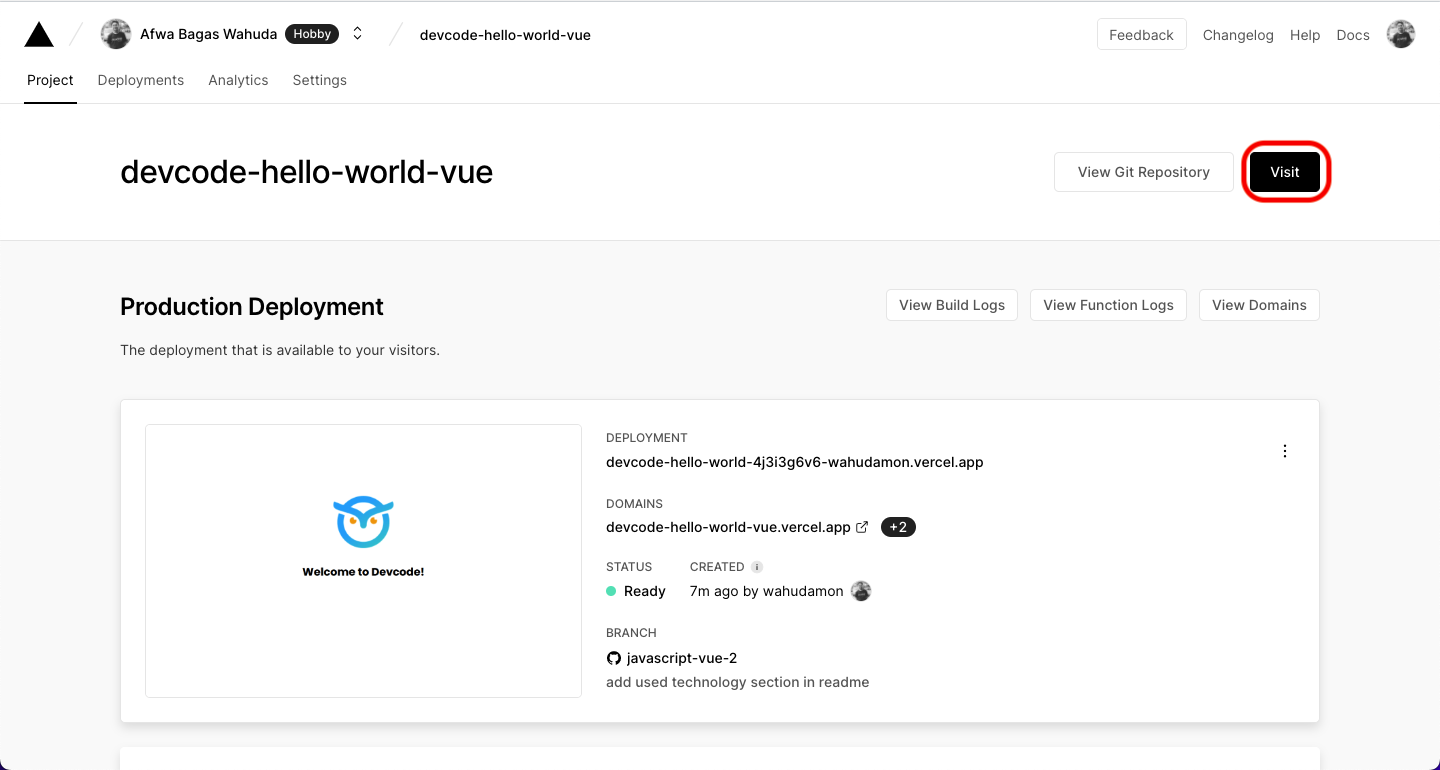 Afwa Bagas Wahuda Hobby devcode-hello-world-vue Feedback Changelog Help Docs
Project Deployments Analytics Settings
devcode-hello-world-vue View Git Repository Visit
Production Deployment View Build Logs View Function Logs View Domains
The deployment that is available to your visitors.
Welcome to Devcode!
DEPLOYMENT
devcode-hello-world-4j3i3g6v6-wahudamon.vercel.app
DOMAINS
devcode-hello-world-vue.vercel.app +2
STATUS CREATED i
Ready 7m ago by wahudamon
BRANCH
javascript-vue-2
add used technology section in readme